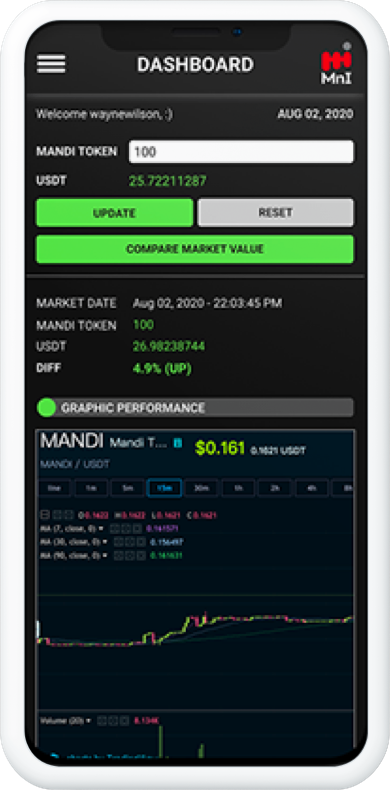 DASHBOARD
MnI
Welcome waynewilson, :) AUG 02, 2020
MANDI TOKEN 100
USDT 25.72211287
UPDATE RESET
COMPARE MARKET VALUE
MARKET DATE Aug 02, 2020 - 22:03:45 PM
MANDI TOKEN 100
USDT 26.98238744
DIFF 4.9% (UP)
GRAPHIC PERFORMANCE
MANDI Mandi T... $0.161 0.1621 USDT
MANDI / USDT
line 1m 5m 15m 30m 1h 2h 4h
O 0.1622 H 0.1622 L 0.1621 C 0.1621
MA (7, close, 0) 0.161571
MA (30, close, 0) 0.156497
MA (90, close, 0) 0.161631
Volume (20) 8.134K
charts by